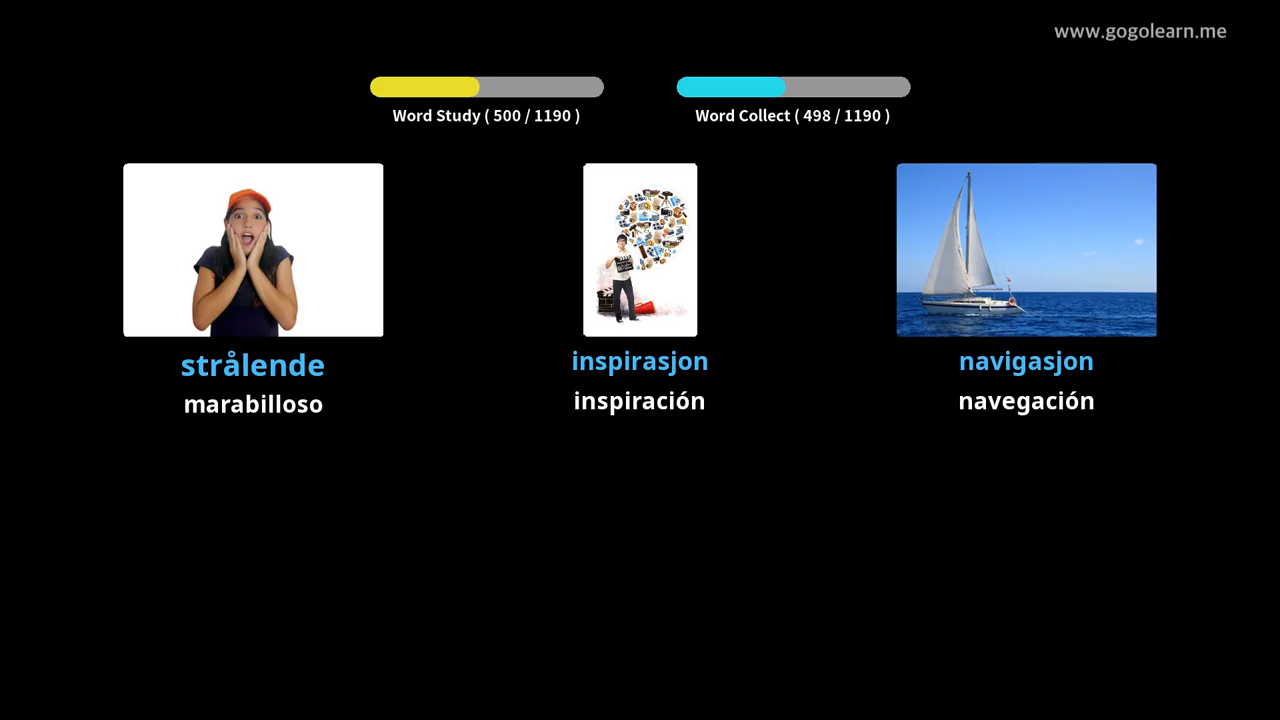 www.gogolearn.me
Word Study ( 500 / 1190 )
Word Collect ( 498 / 1190 )
strålende
marabilloso
inspirasjon
inspiración
navigasjon
navegación